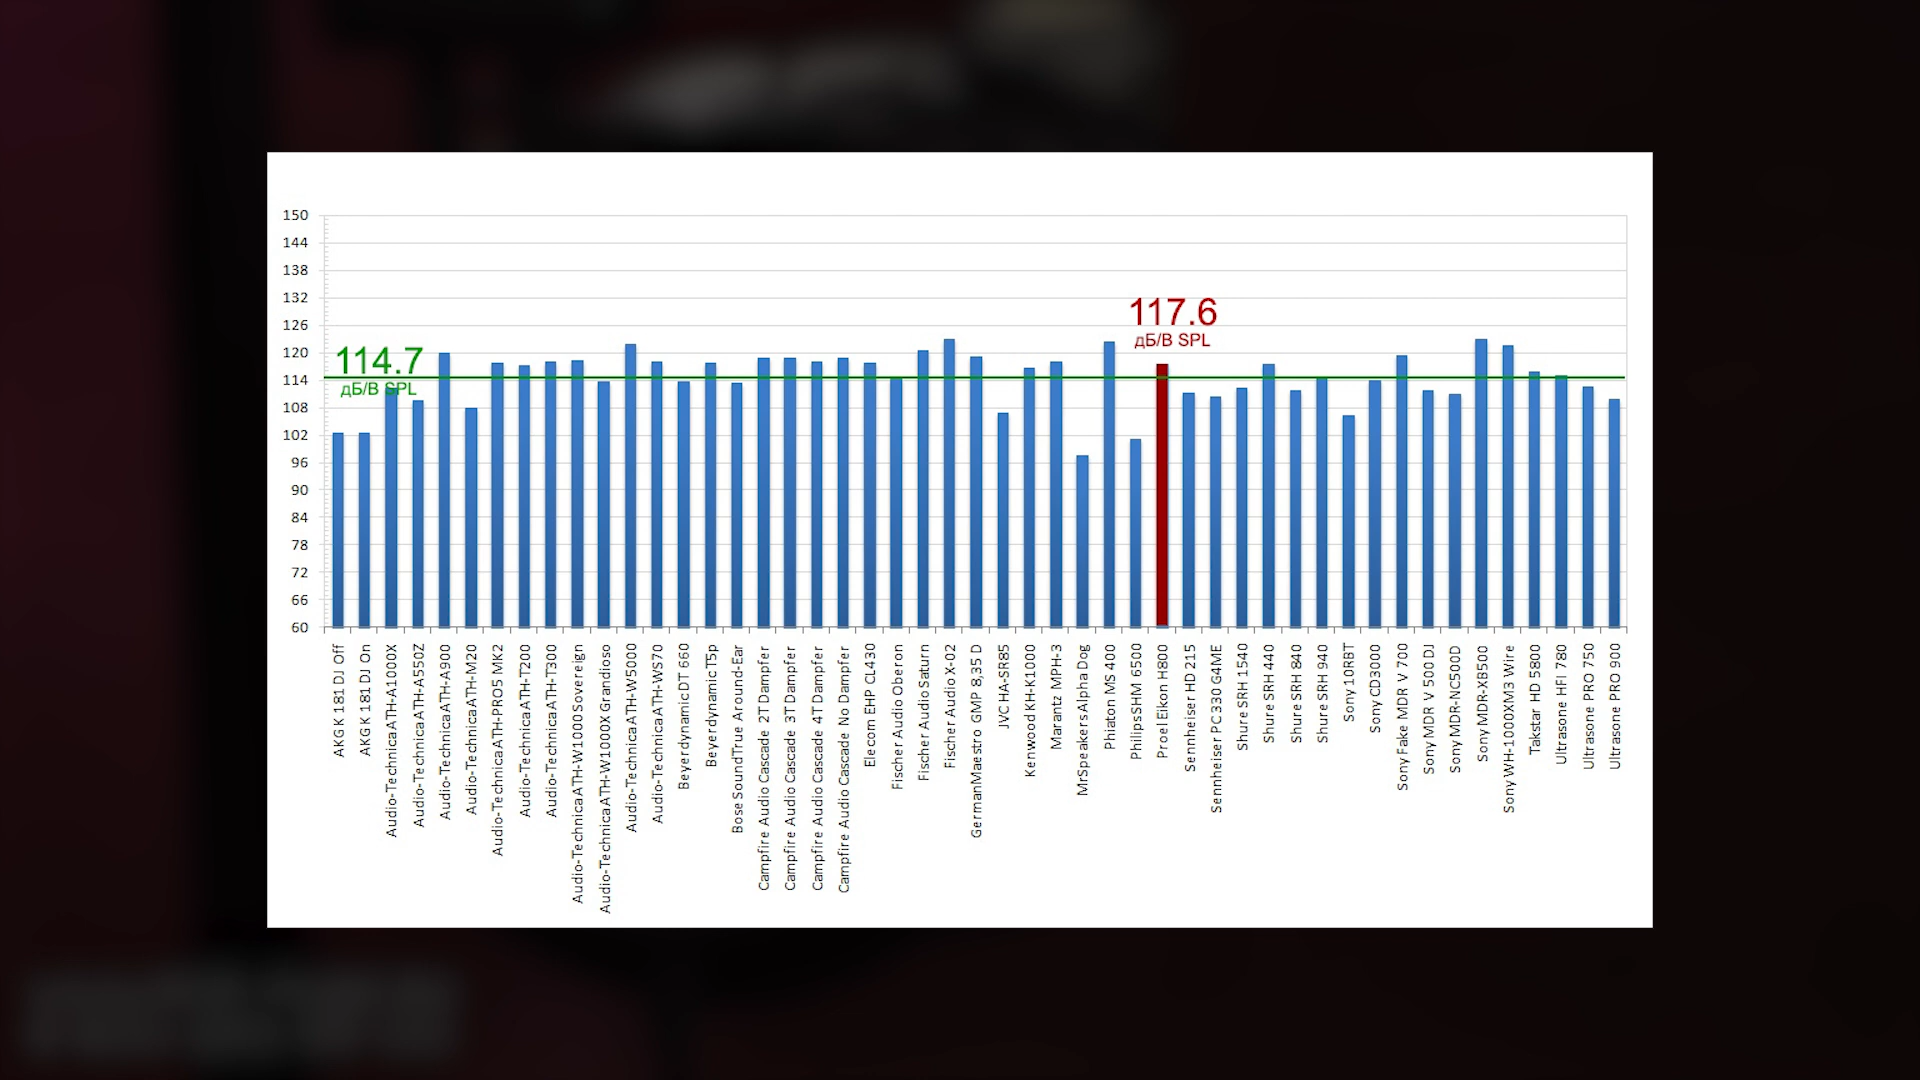 150
144
138
132
126
120
114
108
102
96
90
84
78
72
66
60
114.7
дБ/В SPL
117.6
дБ/В SPL
AKG K 181 DJ Off
AKG K 181 DJ On
Audio-Technica ATH-A1000X
Audio-Technica ATH-A550Z
Audio-Technica ATH-A900
Audio-Technica ATH-M20
Audio-Technica ATH-PRO5 MK2
Audio-Technica ATH-T200
Audio-Technica ATH-T300
Audio-Technica ATH-W1000 Sovereign
Audio-Technica ATH-W1000X Grandioso
Audio-Technica ATH-W5000
Audio-Technica ATH-WS70
Beyerdynamic DT 660
Beyerdynamic T5p
Bose SoundTrue Around-Ear
Campfire Audio Cascade 2T Dampfer
Campfire Audio Cascade 3T Dampfer
Campfire Audio Cascade 4T Dampfer
Campfire Audio Cascade No Dampfer
Elecom EHP CL430
Fischer Audio Oberon
Fischer Audio Saturn
Fischer Audio X-02
GermanMaestro GMP 8,35 D
JVC HA-SR85
Kenwood KH-K1000
Marantz MPH-3
MrSpeakers Alpha Dog
Phiaton MS 400
Philips SHM 6500
Proel Eikon H800
Sennheiser HD 215
Sennheiser PC 330 G4ME
Shure SRH 1540
Shure SRH 440
Shure SRH 840
Shure SRH 940
Sony 10RBT
Sony CD3000
Sony Fake MDR V 700
Sony MDR V 500 DJ
Sony MDR-NC500D
Sony MDR-XB500
Sony WH-1000XM3 Wire
Takstar HD 5800
Ultrasone HFI 780
Ultrasone PRO 750
Ultrasone PRO 900